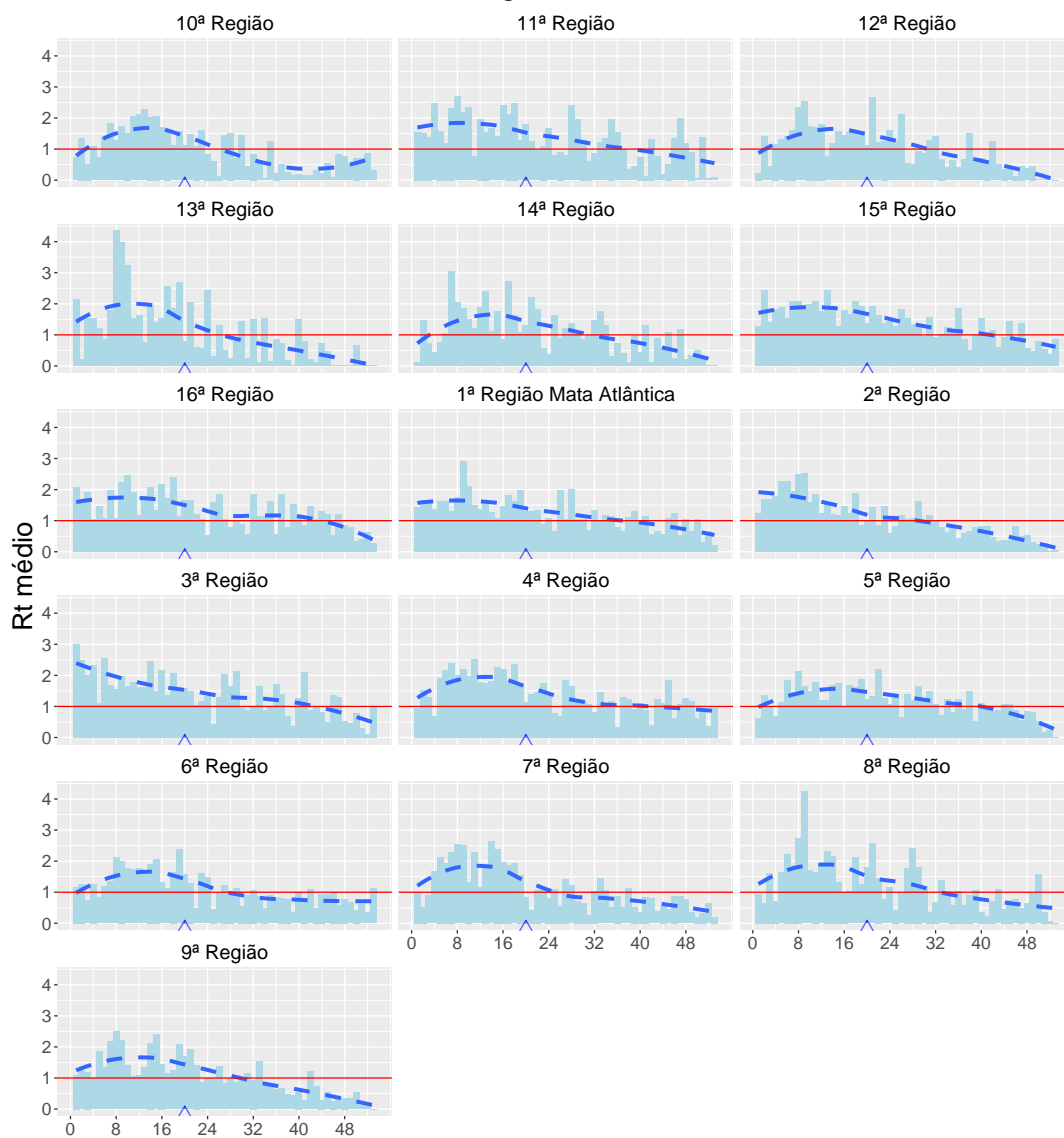 10ª Região
11ª Região
12ª Região
4
3
2
1
0
13ª Região
14ª Região
15ª Região
4
3
2
1
0
16ª Região
1ª Região Mata Atlântica
2ª Região
4
3
2
1
0
3ª Região
4ª Região
5ª Região
4
3
2
1
0
Rt médio
6ª Região
7ª Região
8ª Região
4
3
2
1
0
0 8 16 24 32 40 48
0 8 16 24 32 40 48
9ª Região
4
3
2
1
0
0 8 16 24 32 40 48